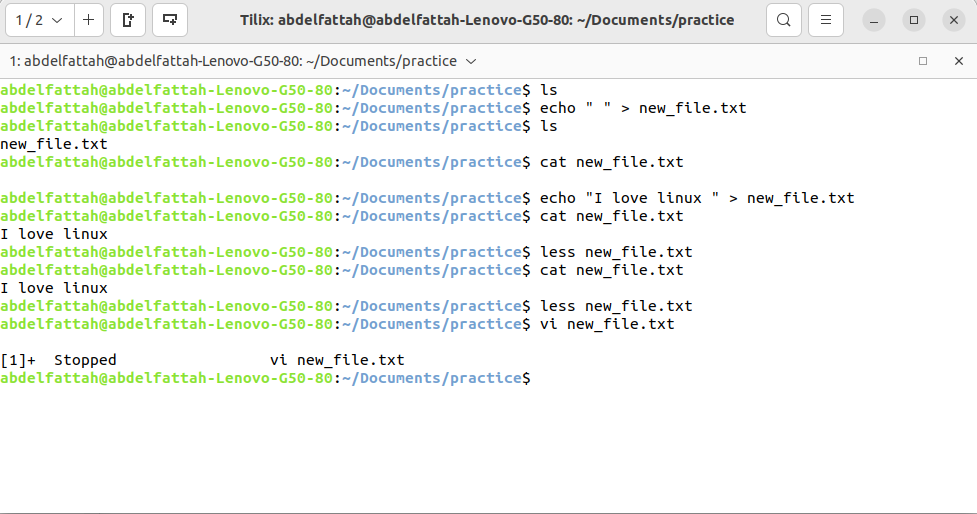 1 / 2
Tilix: abdelfattah@abdelfattah-Lenovo-G50-80: ~/Documents/practice
1: abdelfattah@abdelfattah-Lenovo-G50-80: ~/Documents/practice
abdelfattah@abdelfattah-Lenovo-G50-80:~/Documents/practice$ ls
abdelfattah@abdelfattah-Lenovo-G50-80:~/Documents/practice$ echo " " > new_file.txt
abdelfattah@abdelfattah-Lenovo-G50-80:~/Documents/practice$ ls
new_file.txt
abdelfattah@abdelfattah-Lenovo-G50-80:~/Documents/practice$ cat new_file.txt
abdelfattah@abdelfattah-Lenovo-G50-80:~/Documents/practice$ echo "I love linux " > new_file.txt
abdelfattah@abdelfattah-Lenovo-G50-80:~/Documents/practice$ cat new_file.txt
I love linux
abdelfattah@abdelfattah-Lenovo-G50-80:~/Documents/practice$ less new_file.txt
abdelfattah@abdelfattah-Lenovo-G50-80:~/Documents/practice$ cat new_file.txt
I love linux
abdelfattah@abdelfattah-Lenovo-G50-80:~/Documents/practice$ less new_file.txt
abdelfattah@abdelfattah-Lenovo-G50-80:~/Documents/practice$ vi new_file.txt
[1]+  Stopped                 vi new_file.txt
abdelfattah@abdelfattah-Lenovo-G50-80:~/Documents/practice$